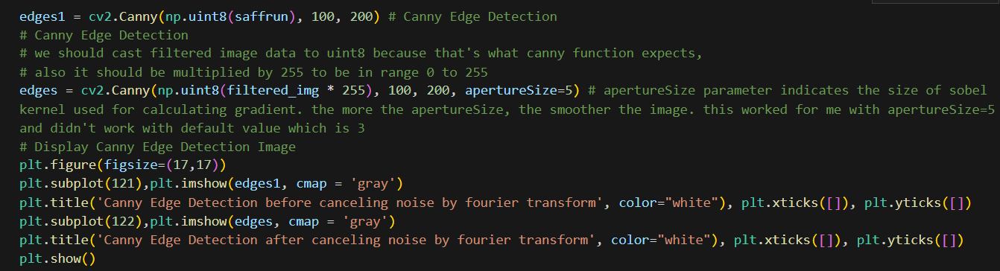 edges1 = cv2.Canny(np.uint8(saffrun), 100, 200) # Canny Edge Detection
# Canny Edge Detection
# we should cast filtered image data to uint8 because that's what canny function expects,
# also it should be multiplied by 255 to be in range 0 to 255
edges = cv2.Canny(np.uint8(filtered_img * 255), 100, 200, apertureSize=5) # apertureSize parameter indicates the size of sobel
kernel used for calculating gradient. the more the apertureSize, the smoother the image. this worked for me with apertureSize=5
and didn't work with default value which is 3
# Display Canny Edge Detection Image
plt.figure(figsize=(17,17))
plt.subplot(121),plt.imshow(edges1, cmap = 'gray')
plt.title('Canny Edge Detection before canceling noise by fourier transform', color="white"), plt.xticks([]), plt.yticks([])
plt.subplot(122),plt.imshow(edges, cmap = 'gray')
plt.title('Canny Edge Detection after canceling noise by fourier transform', color="white"), plt.xticks([]), plt.yticks([])
plt.show()